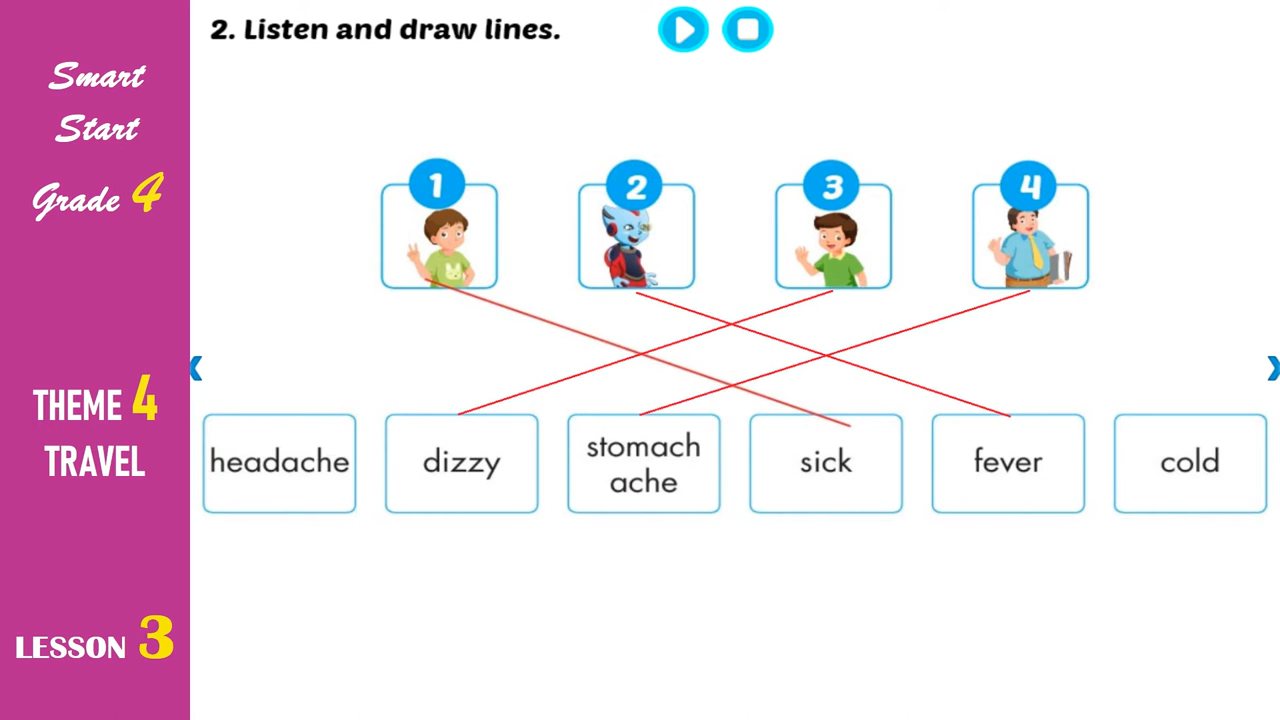 Smart
Start
Grade 4
THEME 4
TRAVEL
LESSON 3
2. Listen and draw lines.
1
2
3
4
headache
dizzy
stomach
ache
sick
fever
cold